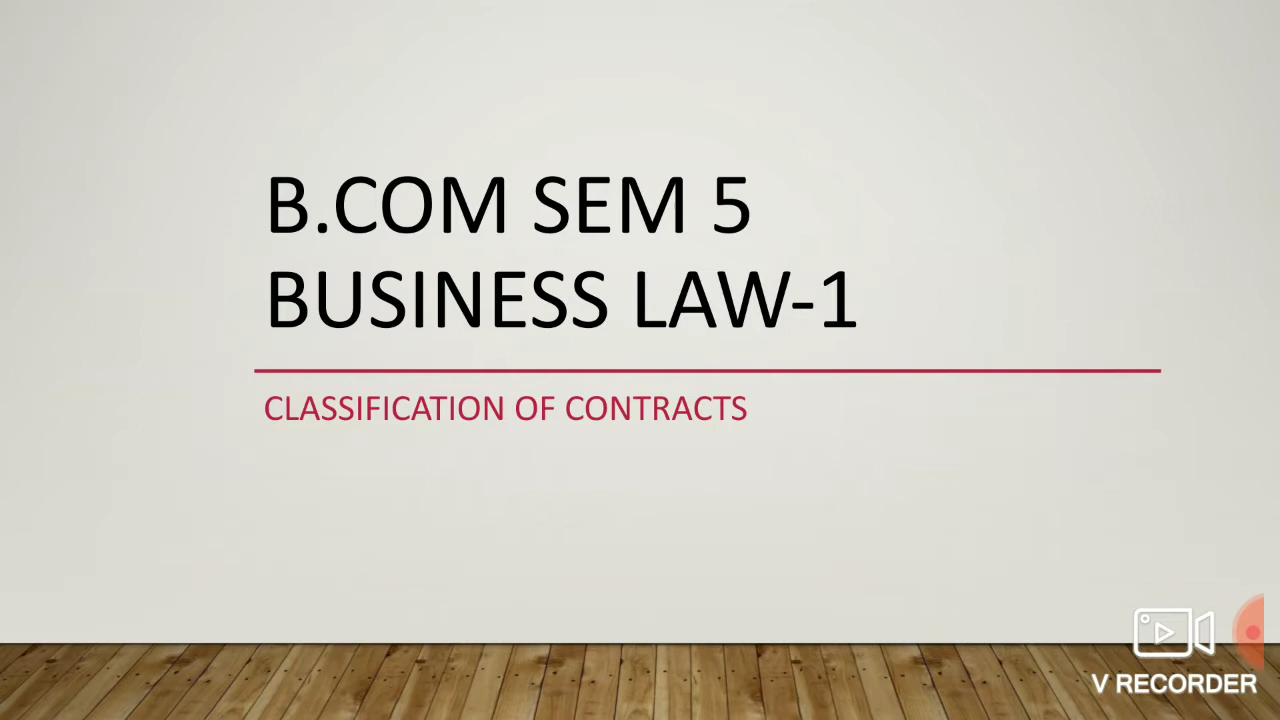 B.COM SEM 5
BUSINESS LAW-1
CLASSIFICATION OF CONTRACTS
V RECORDER